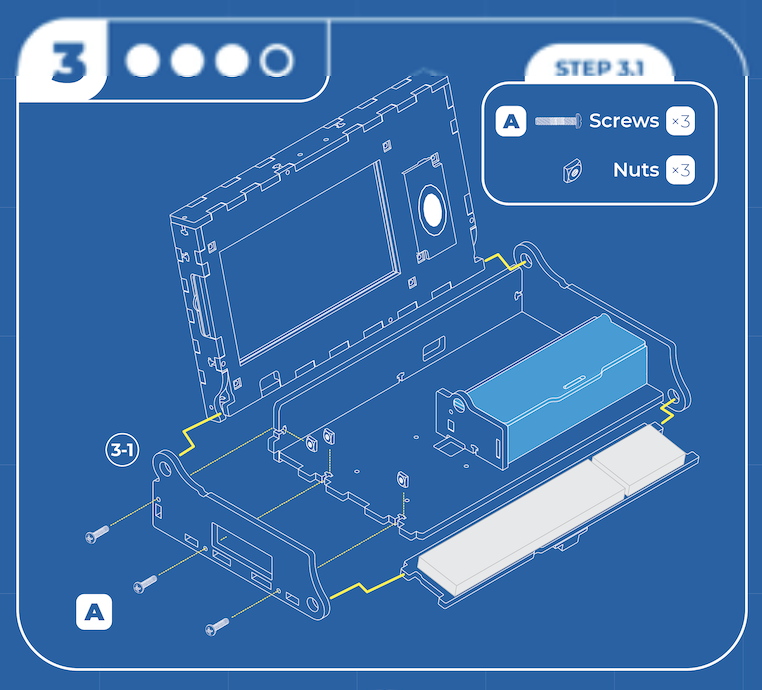 3
STEP 3.1
A Screws ×3
Nuts ×3
3-1
A